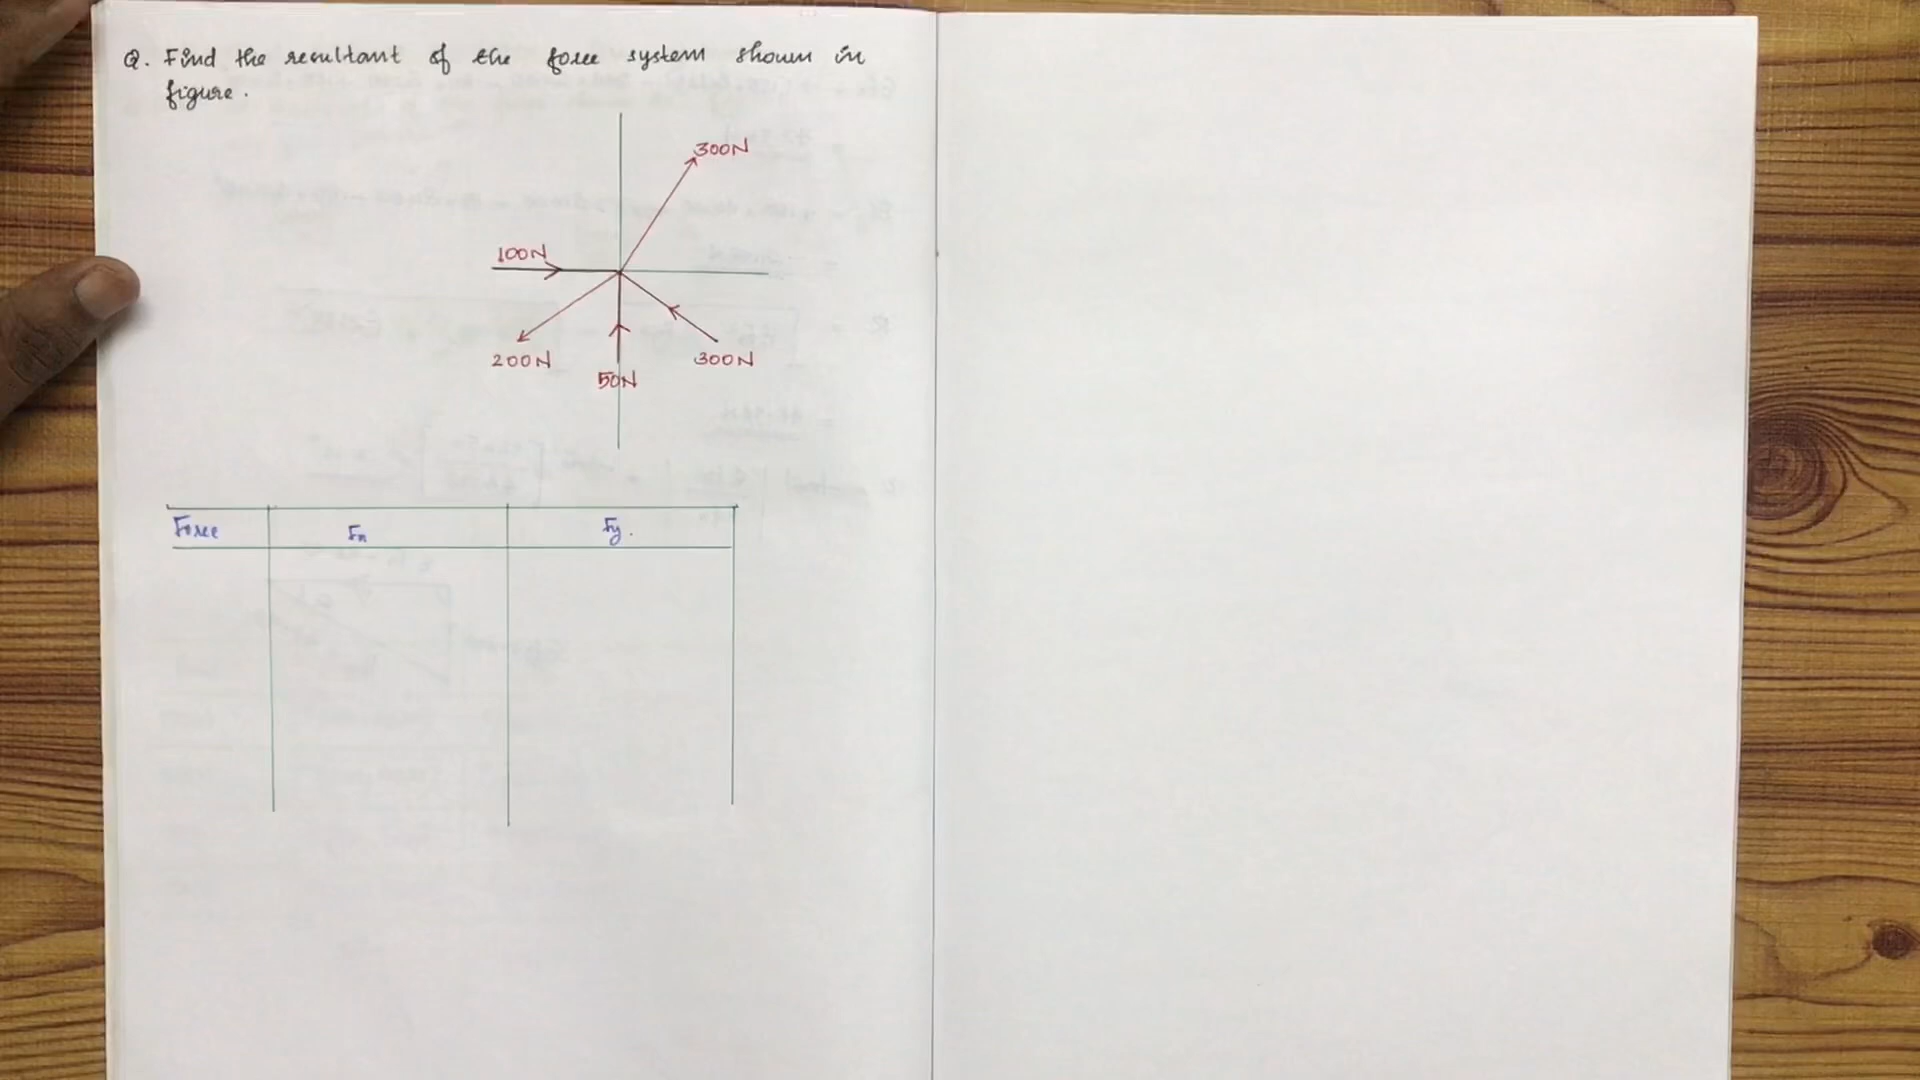 Q. Find the resultant of the force system shown in
figure.
300N
100N
200N
50N
300N
Force Fx Fy.